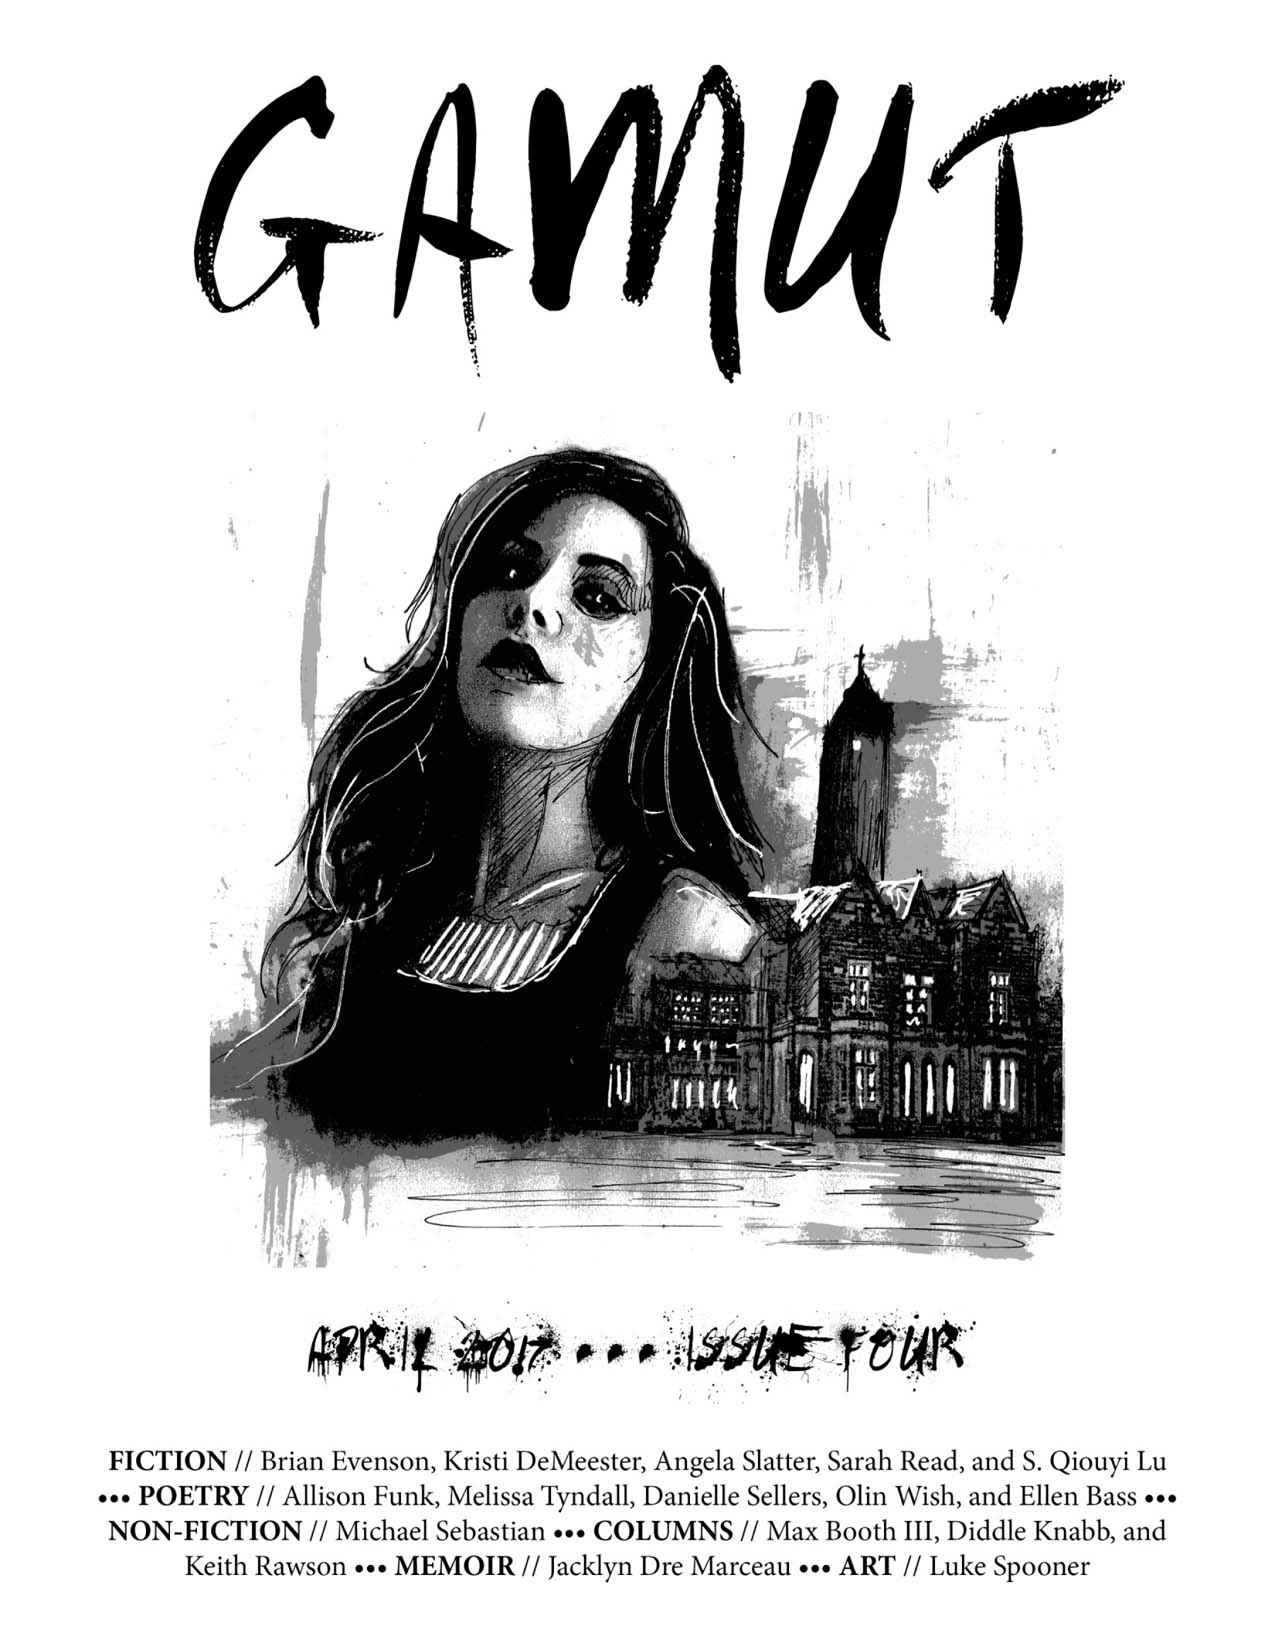 GAMUT
APRIL 2017 ••• ISSUE FOUR
FICTION // Brian Evenson, Kristi DeMeester, Angela Slatter, Sarah Read, and S. Qiouyi Lu
••• POETRY // Allison Funk, Melissa Tyndall, Danielle Sellers, Olin Wish, and Ellen Bass •••
NON-FICTION // Michael Sebastian ••• COLUMNS // Max Booth III, Diddle Knabb, and
Keith Rawson ••• MEMOIR // Jacklyn Dre Marceau ••• ART // Luke Spooner